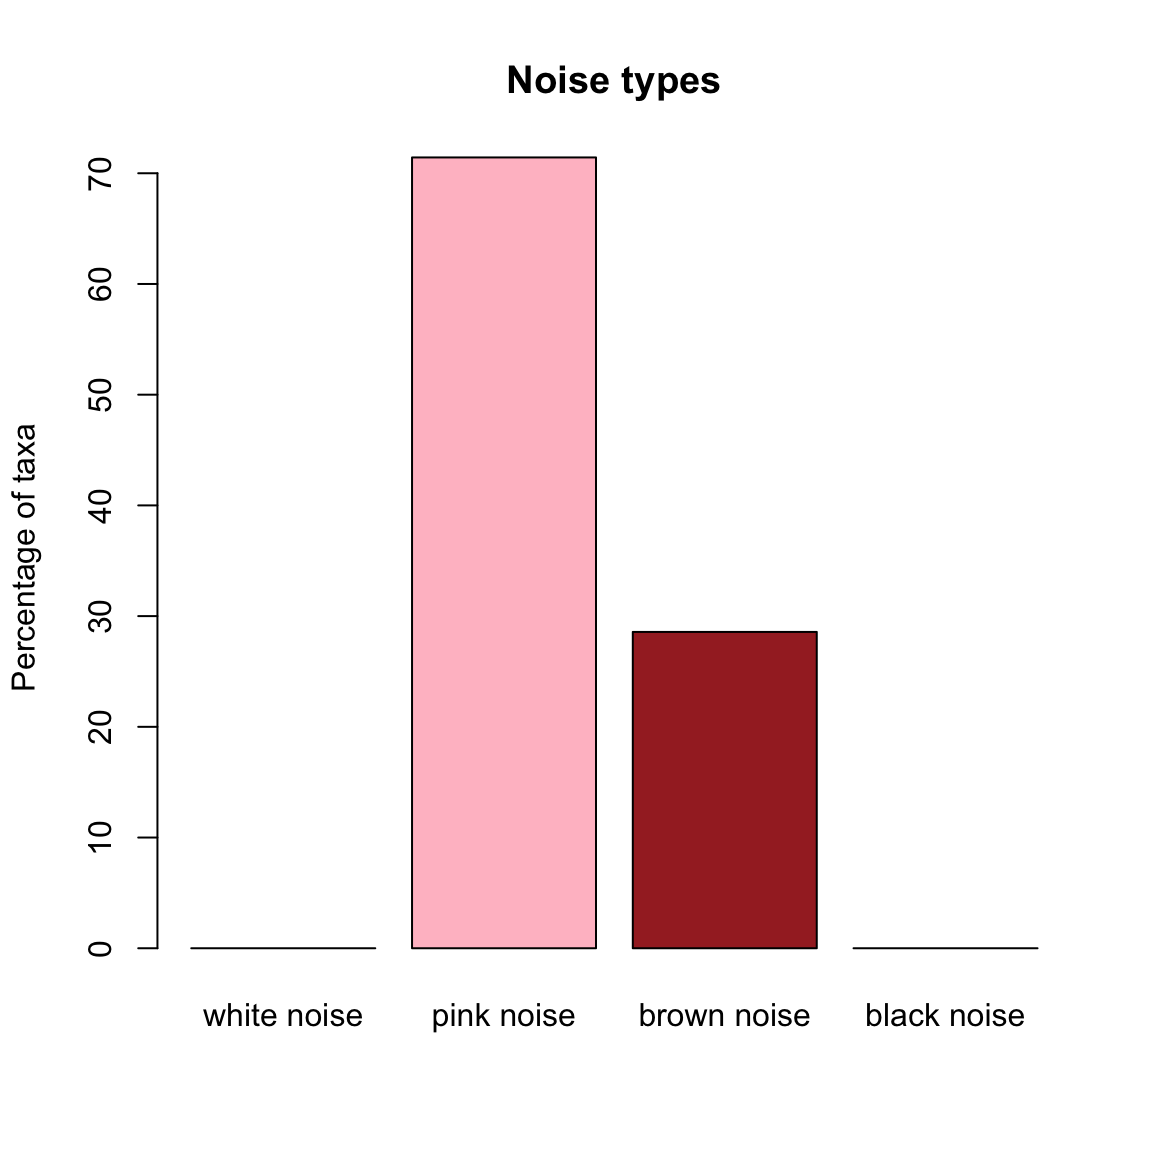 Noise types
Percentage of taxa
70
60
50
40
30
20
10
0
white noise
pink noise
brown noise
black noise